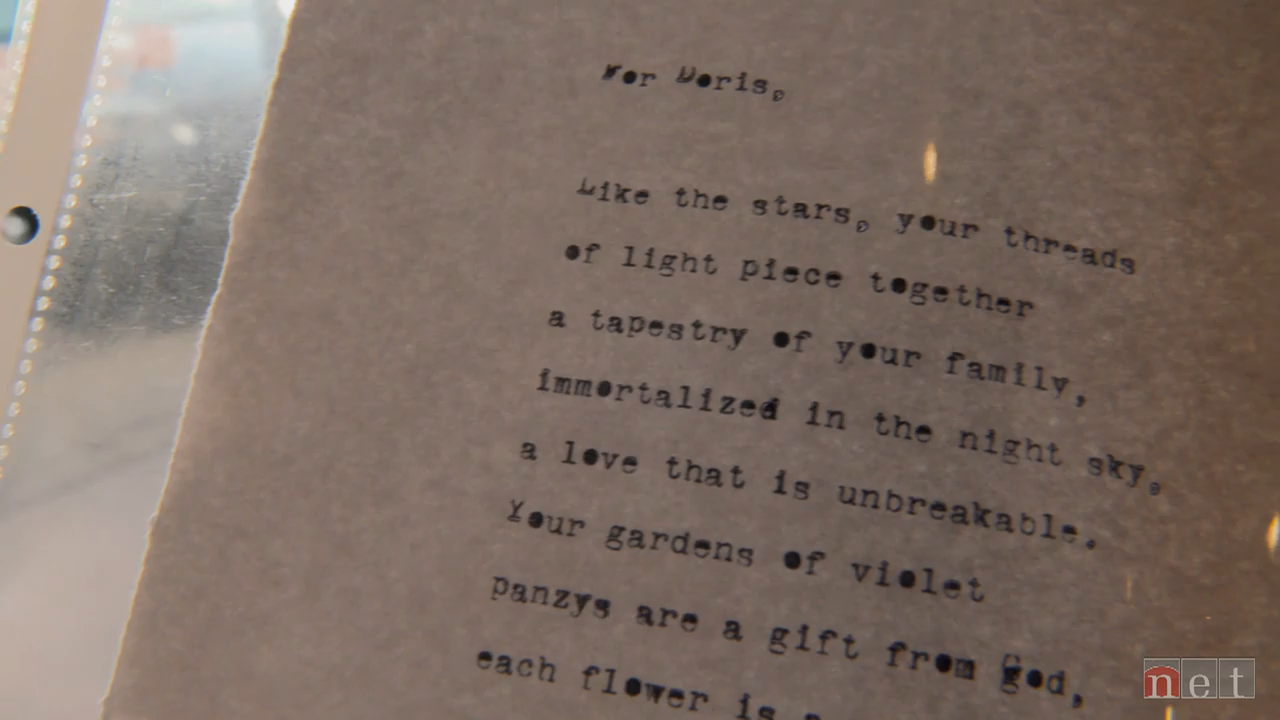 For Doris,
Like the stars, your threads
of light piece together
a tapestry of your family,
immortalized in the night sky,
a love that is unbreakable.
Your gardens of violet
panzys are a gift from god,
each flower is
net